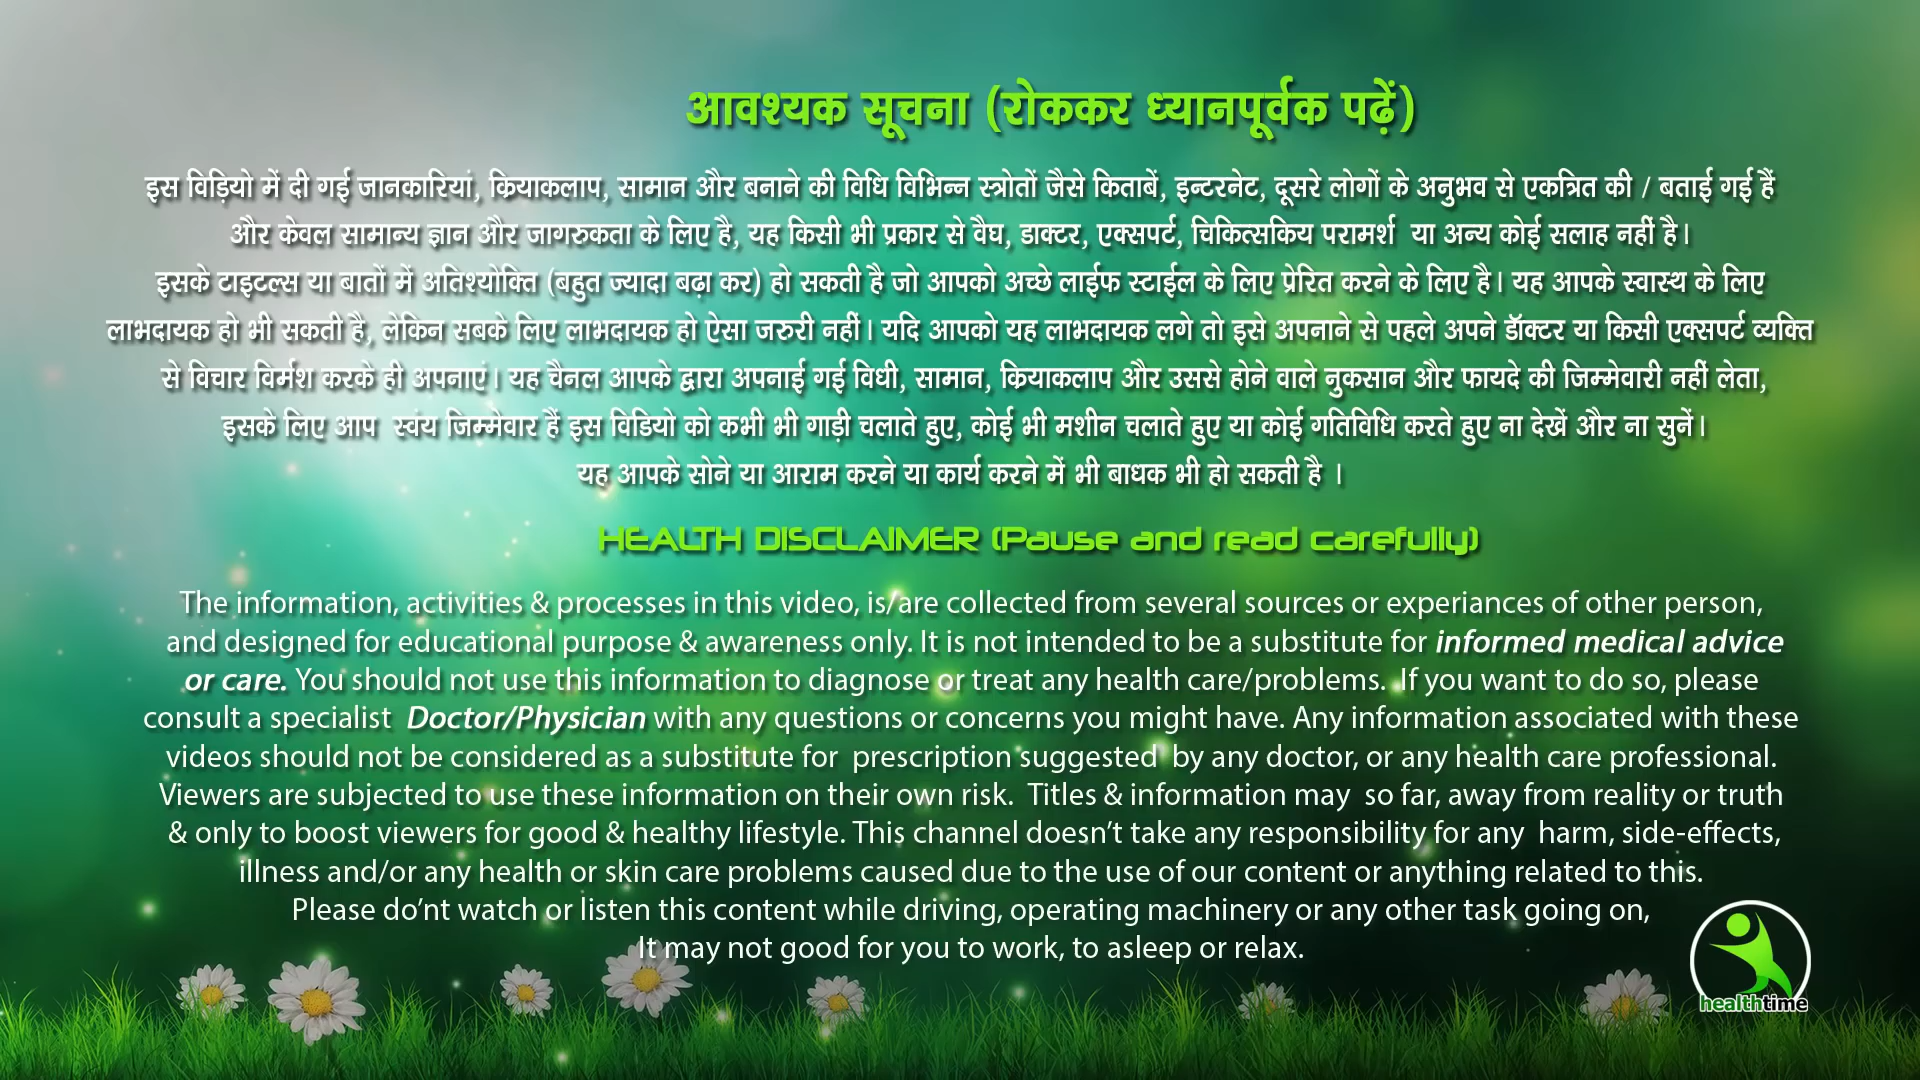 आवश्यक सूचना (रोककर ध्यानपूर्वक पढ़ें)
इस विड़ियो में दी गई जानकारियां, क्रियाकलाप, सामान और बनाने की विधि विभिन्न स्त्रोतों जैसे किताबें, इन्टरनेट, दूसरे लोगों के अनुभव से एकत्रित की / बताई गई हैं
और केवल सामान्य ज्ञान और जागरुकता के लिए है, यह किसी भी प्रकार से वैघ, डाक्टर, एक्सपर्ट, चिकित्सकिय परामर्श या अन्य कोई सलाह नहीं है।
इसके टाइटल्स या बातों में अतिश्योक्ति (बहुत ज्यादा बढ़ा कर) हो सकती है जो आपको अच्छे लाईफ स्टाईल के लिए प्रेरित करने के लिए है। यह आपके स्वास्थ के लिए
लाभदायक हो भी सकती है, लेकिन सबके लिए लाभदायक हो ऐसा जरुरी नहीं। यदि आपको यह लाभदायक लगे तो इसे अपनाने से पहले अपने डॉक्टर या किसी एक्सपर्ट व्यक्ति
से विचार विर्मश करके ही अपनाएं। यह चैनल आपके द्वारा अपनाई गई विधी, सामान, क्रियाकलाप और उससे होने वाले नुकसान और फायदे की जिम्मेवारी नहीं लेता,
इसके लिए आप स्वंय जिम्मेवार हैं इस विडियो को कभी भी गाड़ी चलाते हुए, कोई भी मशीन चलाते हुए या कोई गतिविधि करते हुए ना देखें और ना सुनें।
यह आपके सोने या आराम करने या कार्य करने में भी बाधक भी हो सकती है ।
HEALTH DISCLAIMER (Pause and read carefully)
The information, activities & processes in this video, is/are collected from several sources or experiances of other person,
and designed for educational purpose & awareness only. It is not intended to be a substitute for informed medical advice
or care. You should not use this information to diagnose or treat any health care/problems. If you want to do so, please
consult a specialist Doctor/Physician with any questions or concerns you might have. Any information associated with these
videos should not be considered as a substitute for prescription suggested by any doctor, or any health care professional.
Viewers are subjected to use these information on their own risk. Titles & information may so far, away from reality or truth
& only to boost viewers for good & healthy lifestyle. This channel doesn't take any responsibility for any harm, side-effects,
illness and/or any health or skin care problems caused due to the use of our content or anything related to this.
Please do'nt watch or listen this content while driving, operating machinery or any other task going on,
It may not good for you to work, to asleep or relax.
healthtime